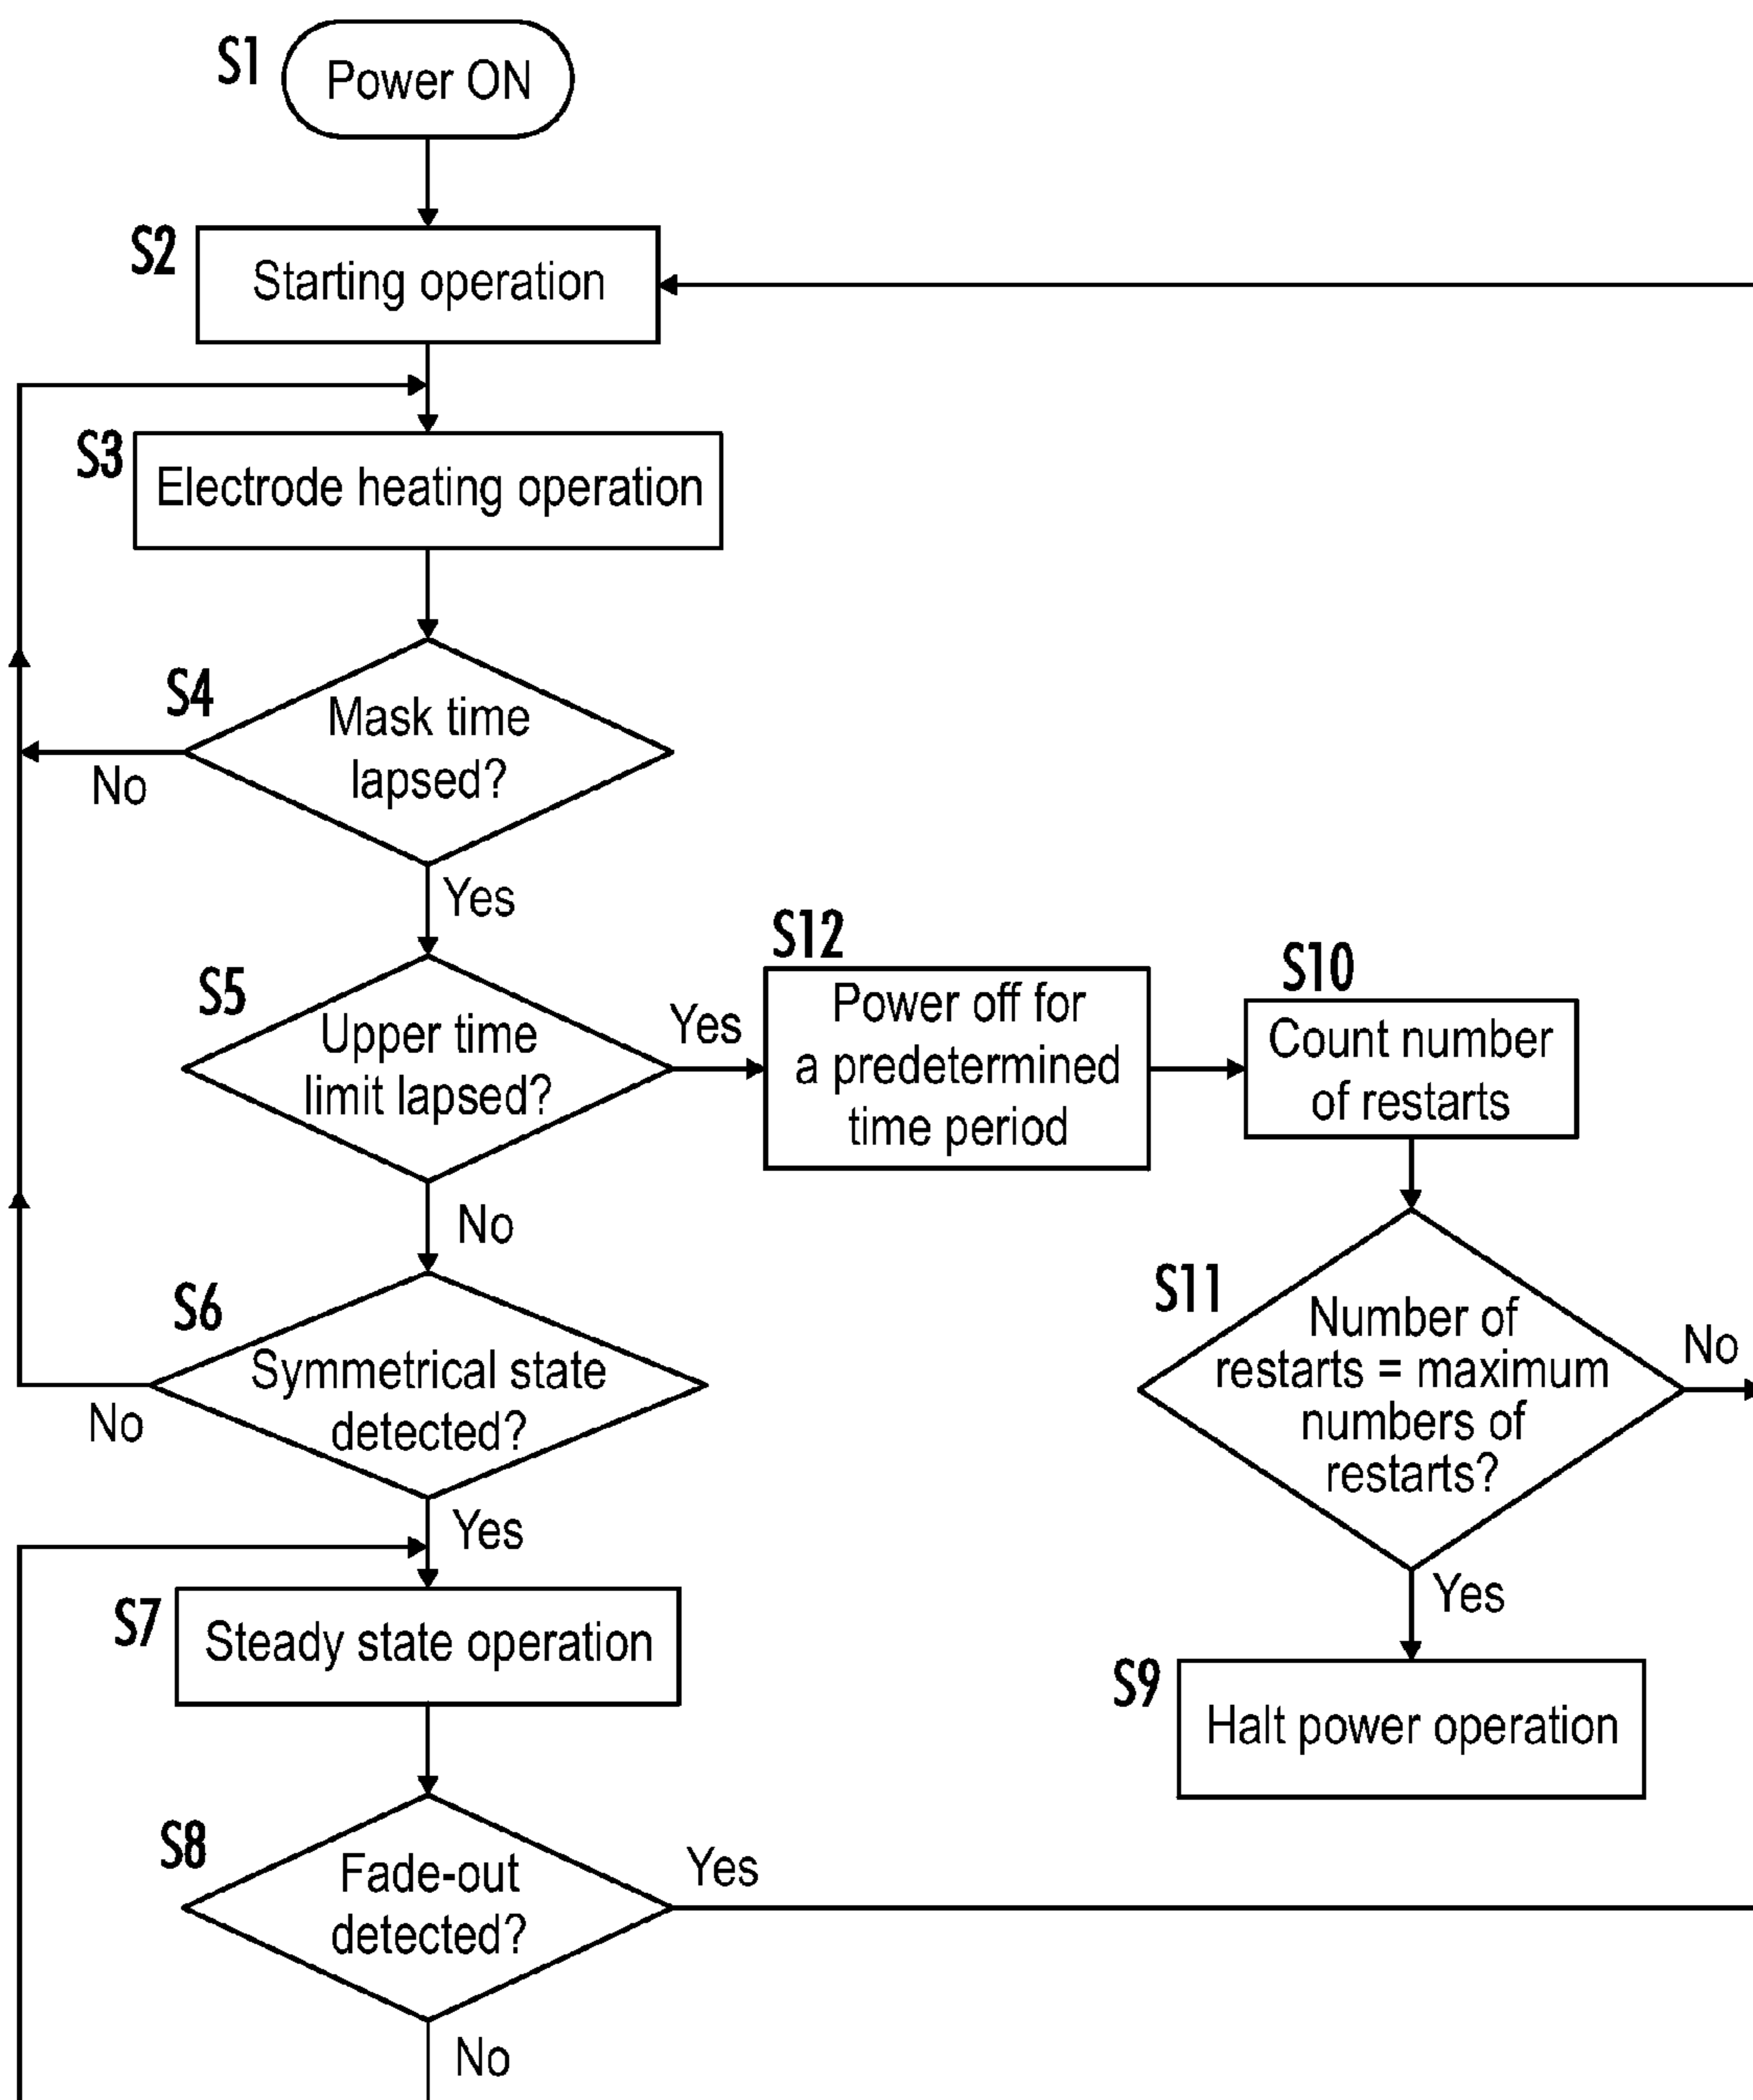 S1
Power ON
S2
Starting operation
S3
Electrode heating operation
S4
Mask time
lapsed?
No
Yes
S5
Upper time
limit lapsed?
Yes
S12
Power off for
a predetermined
time period
S10
Count number
of restarts
No
S6
Symmetrical state
detected?
No
Yes
S11
Number of
restarts = maximum
numbers of
restarts?
No
Yes
S7
Steady state operation
S9
Halt power operation
S8
Fade-out
detected?
Yes
No